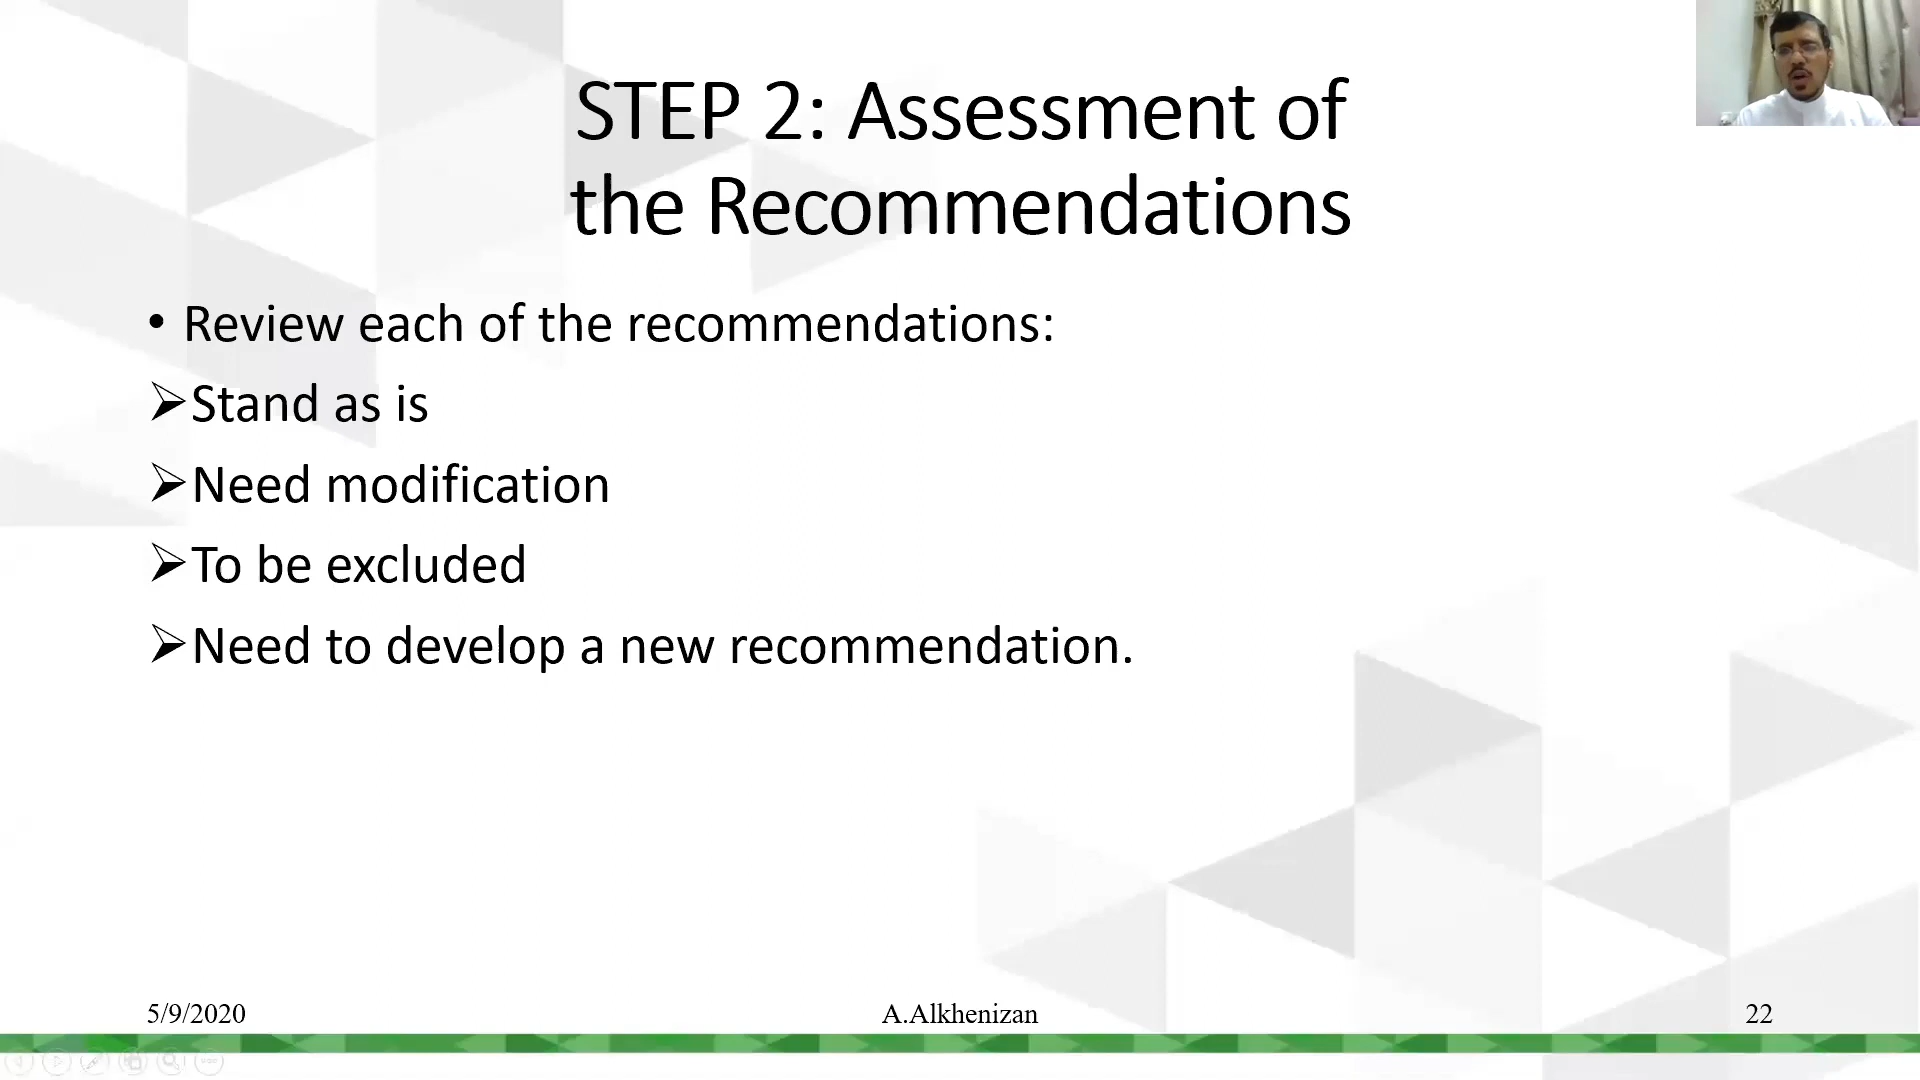 STEP 2: Assessment of
the Recommendations
• Review each of the recommendations:
➢Stand as is
➢Need modification
➢To be excluded
➢Need to develop a new recommendation.
5/9/2020
A.Alkhenizan
22